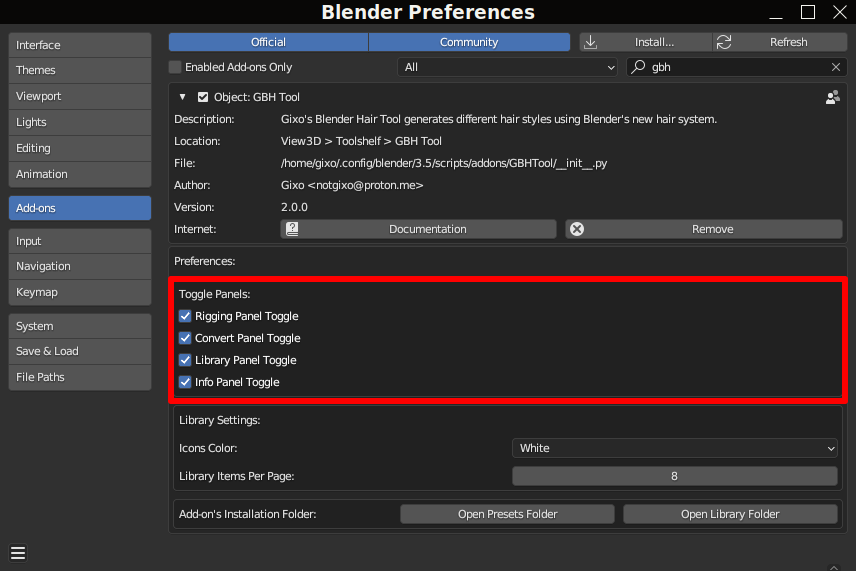 Blender Preferences
Interface
Themes
Viewport
Lights
Editing
Animation
Add-ons
Input
Navigation
Keymap
System
Save & Load
File Paths
Official Community Install... Refresh
Enabled Add-ons Only All gbh
Object: GBH Tool
Description: Gixo's Blender Hair Tool generates different hair styles using Blender's new hair system.
Location: View3D > Toolshelf > GBH Tool
File: /home/gixo/.config/blender/3.5/scripts/addons/GBHTool/__init__.py
Author: Gixo <notgixo@proton.me>
Version: 2.0.0
Internet: Documentation Remove
Preferences:
Toggle Panels:
Rigging Panel Toggle
Convert Panel Toggle
Library Panel Toggle
Info Panel Toggle
Library Settings:
Icons Color: White
Library Items Per Page: 8
Add-on's Installation Folder: Open Presets Folder Open Library Folder